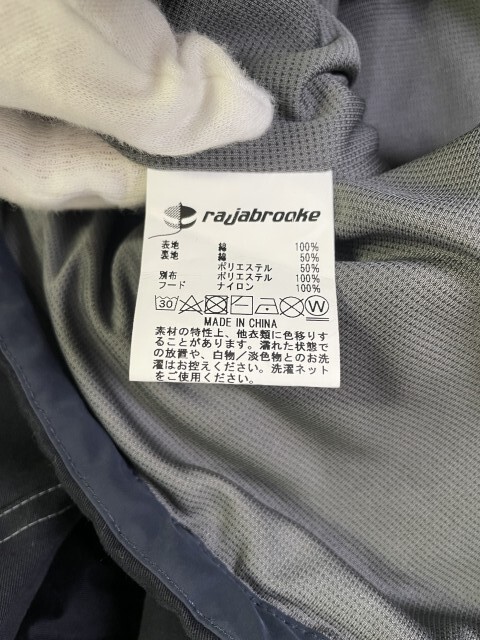 rajabrooke
表地 綿 100%
裏地 綿 50%
ポリエステル 50%
別布 ポリエステル 100%
フード ナイロン 100%
30 W
MADE IN CHINA
素材の特性上、他衣類に色移りす
ることがあります。濡れた状態で
の放置や、白物/淡色物とのお洗
濯はお控えください。洗濯ネット
をご使用ください。